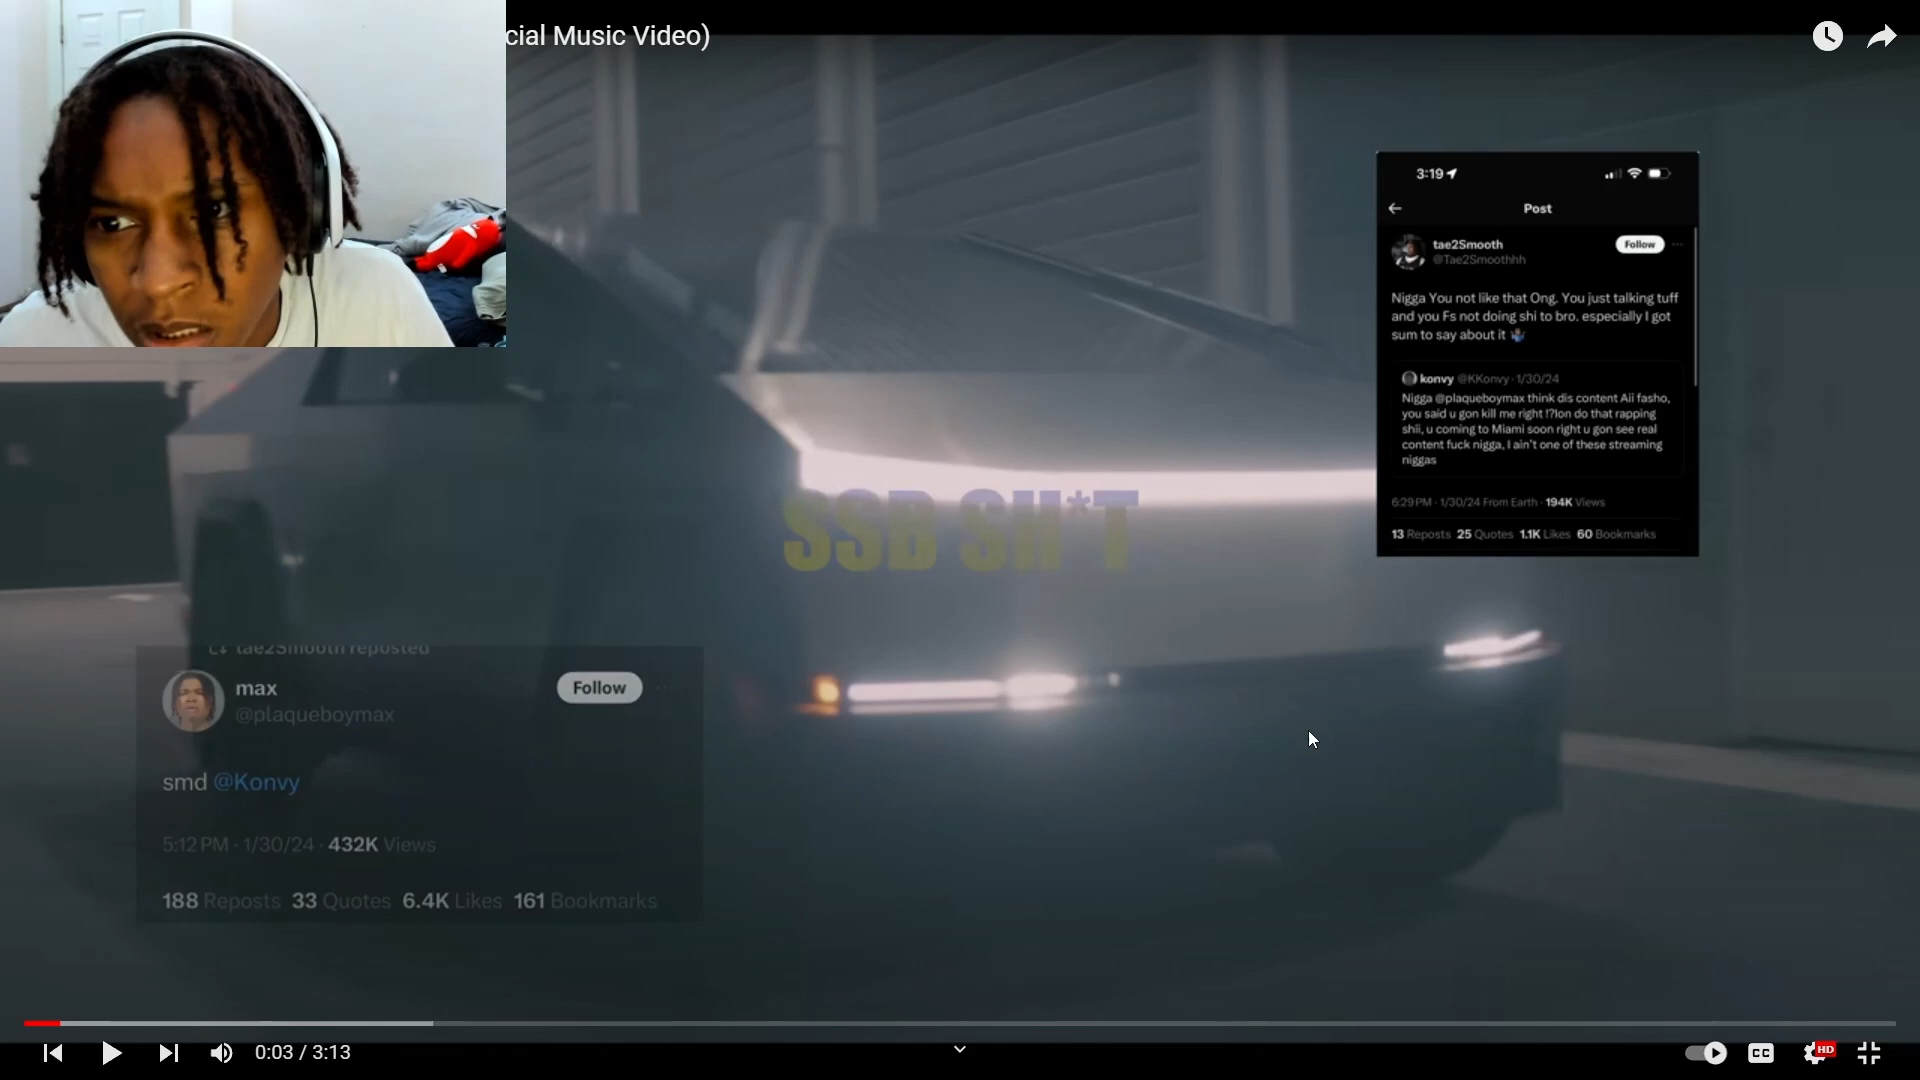 cial Music Video)
3:19
Post
tae2Smooth
@Tae2Smoothhh
Follow
Nigga You not like that Ong. You just talking tuff
and you Fs not doing shi to bro. especially I got
sum to say about it
konvy @KKonvy · 1/30/24
Nigga @plaqueboymax think dis content Aii fasho,
you said u gon kill me right !?Ion do that rapping
shii, u coming to Miami soon right u gon see real
content fuck nigga, I ain't one of these streaming
niggas
6:29 PM · 1/30/24 From Earth · 194K Views
13 Reposts 25 Quotes 1.1K Likes 60 Bookmarks
SSB SH*T
tae2Smooth reposted
max
@plaqueboymax
Follow
smd @Konvy
5:12 PM · 1/30/24 · 432K Views
188 Reposts 33 Quotes 6.4K Likes 161 Bookmarks
0:03 / 3:13
CC
HD